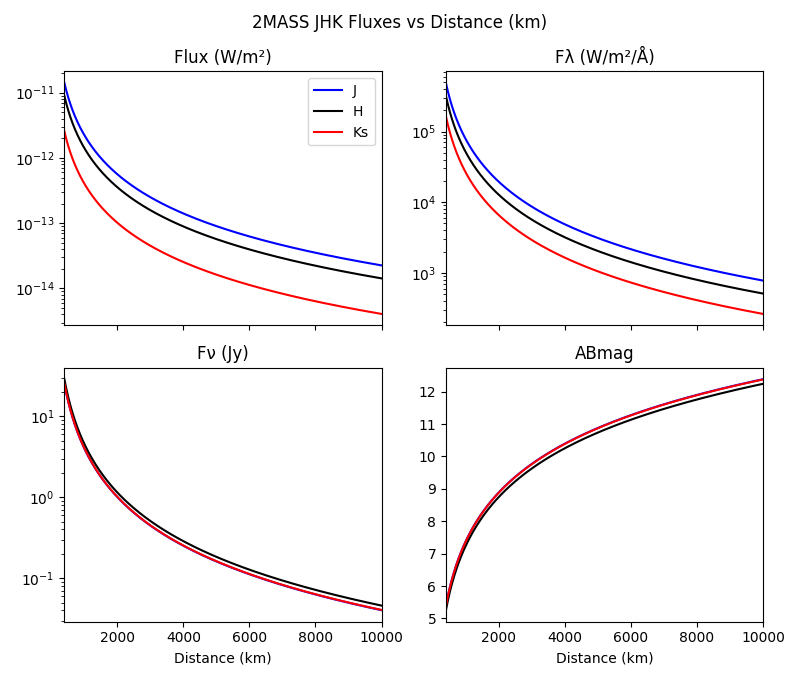 2MASS JHK Fluxes vs Distance (km)
Flux (W/m²)
Fλ (W/m²/Å)
J
H
Ks
10⁻¹¹
10⁻¹²
10⁻¹³
10⁻¹⁴
10⁵
10⁴
10³
Fν (Jy)
ABmag
10¹
10⁰
10⁻¹
12
11
10
9
8
7
6
5
2000 4000 6000 8000 10000
2000 4000 6000 8000 10000
Distance (km)
Distance (km)